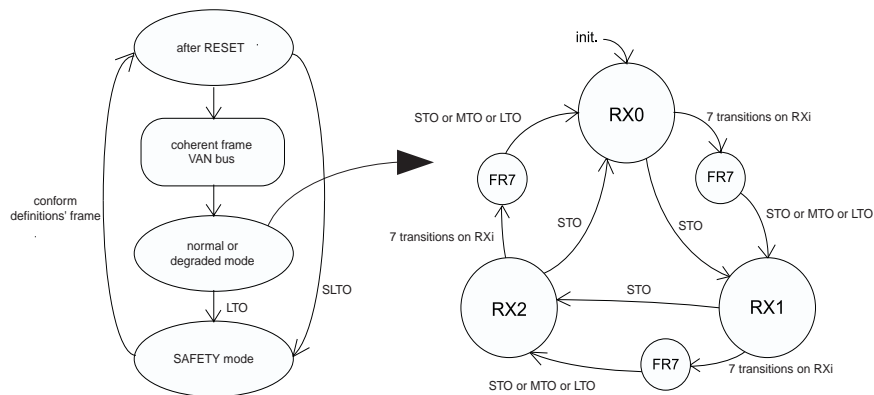 after RESET
coherent frame
VAN bus
conform
definitions' frame
normal or
degraded mode
LTO
SLTO
SAFETY mode
init.
RX0
STO or MTO or LTO
7 transitions on RXi
FR7
FR7
STO
STO
STO or MTO or LTO
7 transitions on RXi
STO
RX2
RX1
FR7
STO or MTO or LTO
7 transitions on RXi